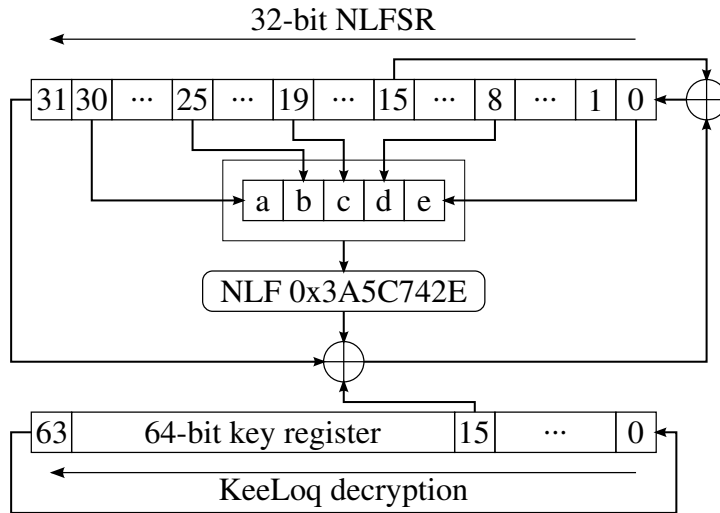 32-bit NLFSR
31 30 ... 25 ... 19 ... 15 ... 8 ... 1 0
a b c d e
NLF 0x3A5C742E
63 64-bit key register 15 ... 0
KeeLoq decryption